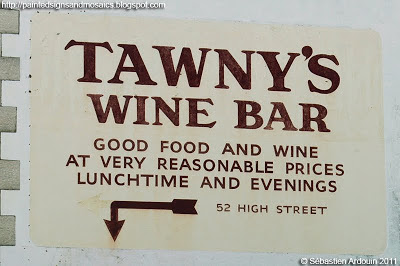 http://paintedsignsandmosaics.blogspot.com
TAWNY'S
WINE BAR
GOOD FOOD AND WINE
AT VERY REASONABLE PRICES
LUNCHTIME AND EVENINGS
52 HIGH STREET
© Sébastien Ardouin 2011